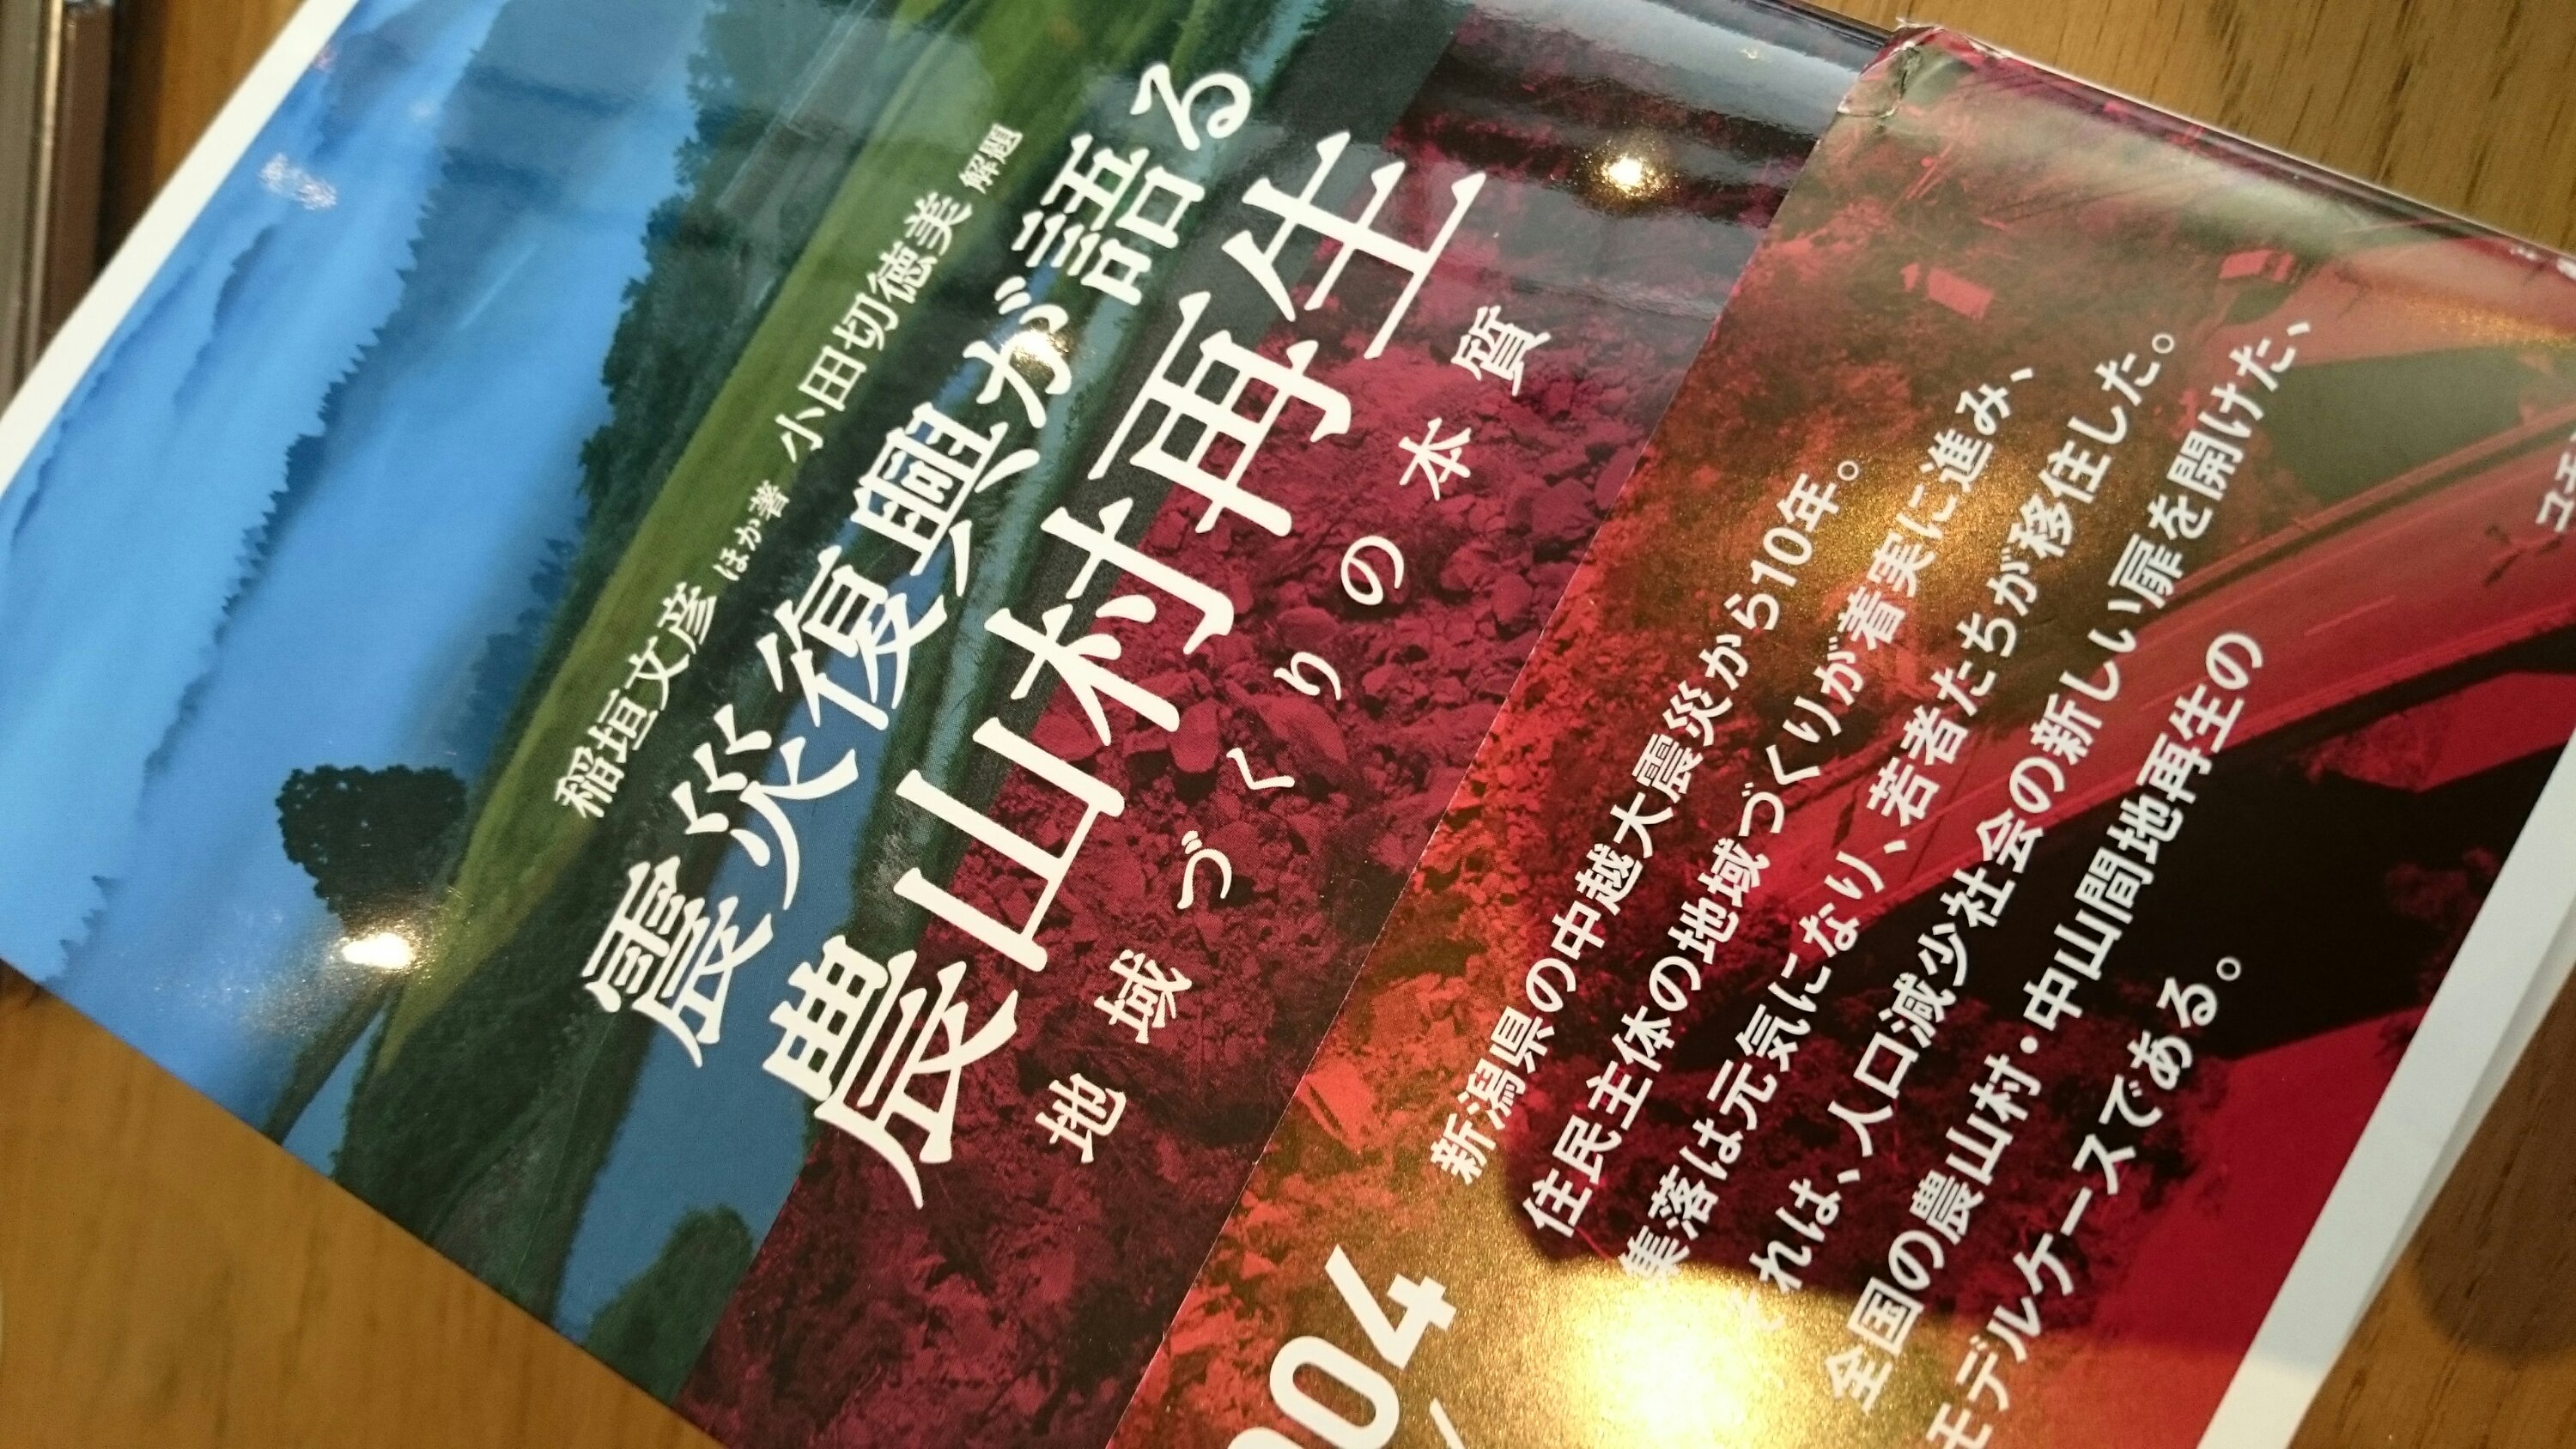 稲垣文彦 ほか著 小田切徳美 解題
震災復興が語る
農山村再生
地域づくりの本質
新潟県の中越大震災から10年。
住民主体の地域づくりが着実に進み、
集落は元気になり、若者たちが移住した。
れは、人口減少社会の新しい扉を開けた、
全国の農山村・中山間地再生の
モデルケースである。
004
コモ